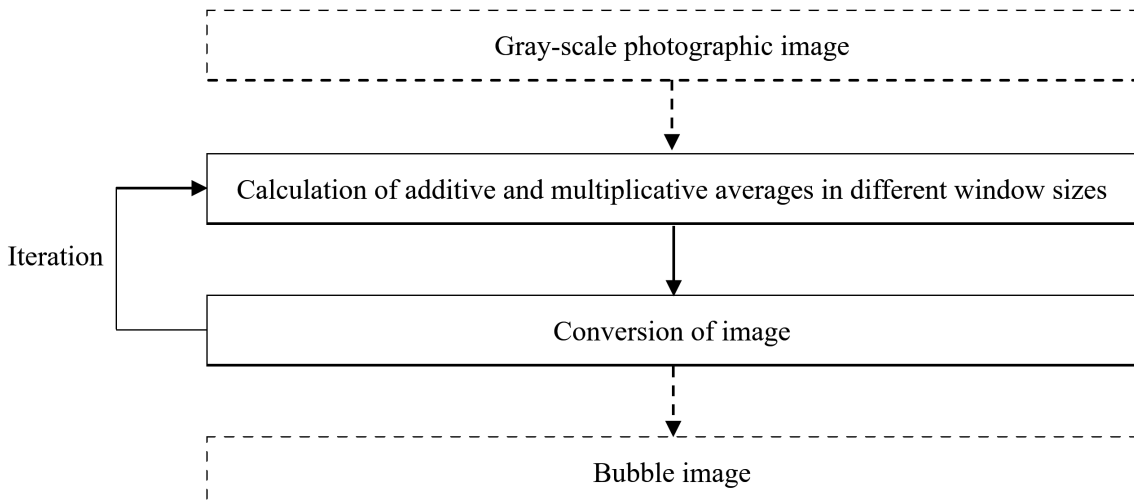 Gray-scale photographic image
Calculation of additive and multiplicative averages in different window sizes
Iteration
Conversion of image
Bubble image